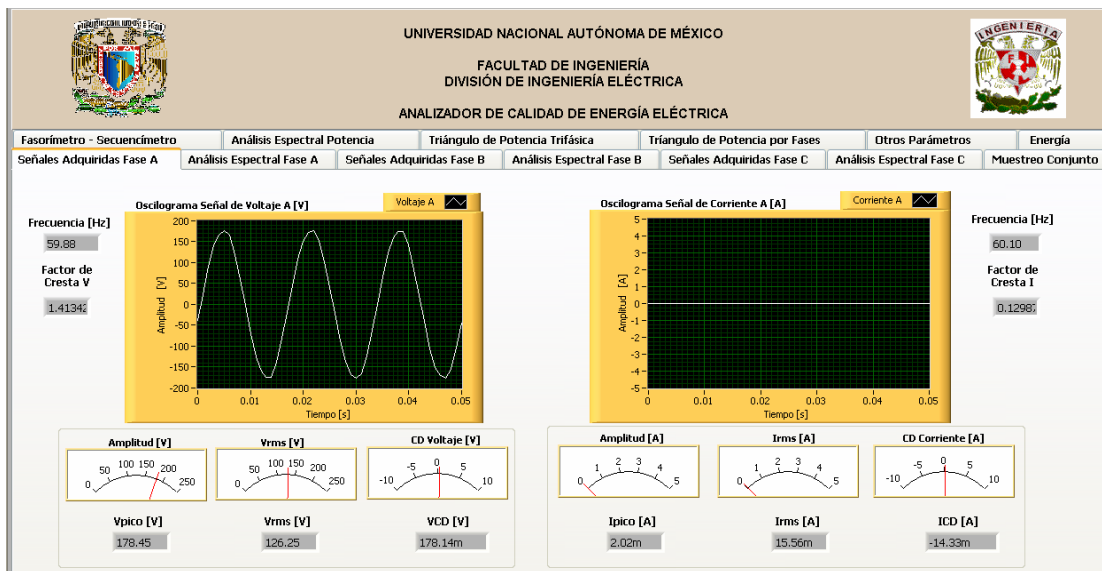 UNIVERSIDAD NACIONAL AUTÓNOMA DE MÉXICO
FACULTAD DE INGENIERÍA
DIVISIÓN DE INGENIERÍA ELÉCTRICA
ANALIZADOR DE CALIDAD DE ENERGÍA ELÉCTRICA
INGENIERIA
Fasorímetro - Secuencímetro Análisis Espectral Potencia Triángulo de Potencia Trifásica Tríangulo de Potencia por Fases Otros Parámetros Energía
Señales Adquiridas Fase A Análisis Espectral Fase A Señales Adquiridas Fase B Análisis Espectral Fase B Señales Adquiridas Fase C Análisis Espectral Fase C Muestreo Conjunto
Oscilograma Señal de Voltaje A [V] Voltaje A
Frecuencia [Hz]
59.88
Factor de
Cresta V
1.41342
200
150
100
50
0
-50
-100
-150
-200
Amplitud [V]
0 0.01 0.02 0.03 0.04 0.05
Tiempo [s]
Oscilograma Señal de Corriente A [A] Corriente A
5
4
3
2
1
0
-1
-2
-3
-4
-5
Amplitud [A]
0 0.01 0.02 0.03 0.04 0.05
Tiempo [s]
Frecuencia [Hz]
60.10
Factor de
Cresta I
0.1298
Amplitud [V] Vrms [V] CD Voltaje [V]
0 50 100 150 200 250
0 50 100 150 200 250
-10 -5 0 5 10
Vpico [V] Vrms [V] VCD [V]
178.45 126.25 178.14m
Amplitud [A] Irms [A] CD Corriente [A]
0 1 2 3 4 5
0 1 2 3 4 5
-10 -5 0 5 10
Ipico [A] Irms [A] ICD [A]
2.02m 15.56m -14.33m